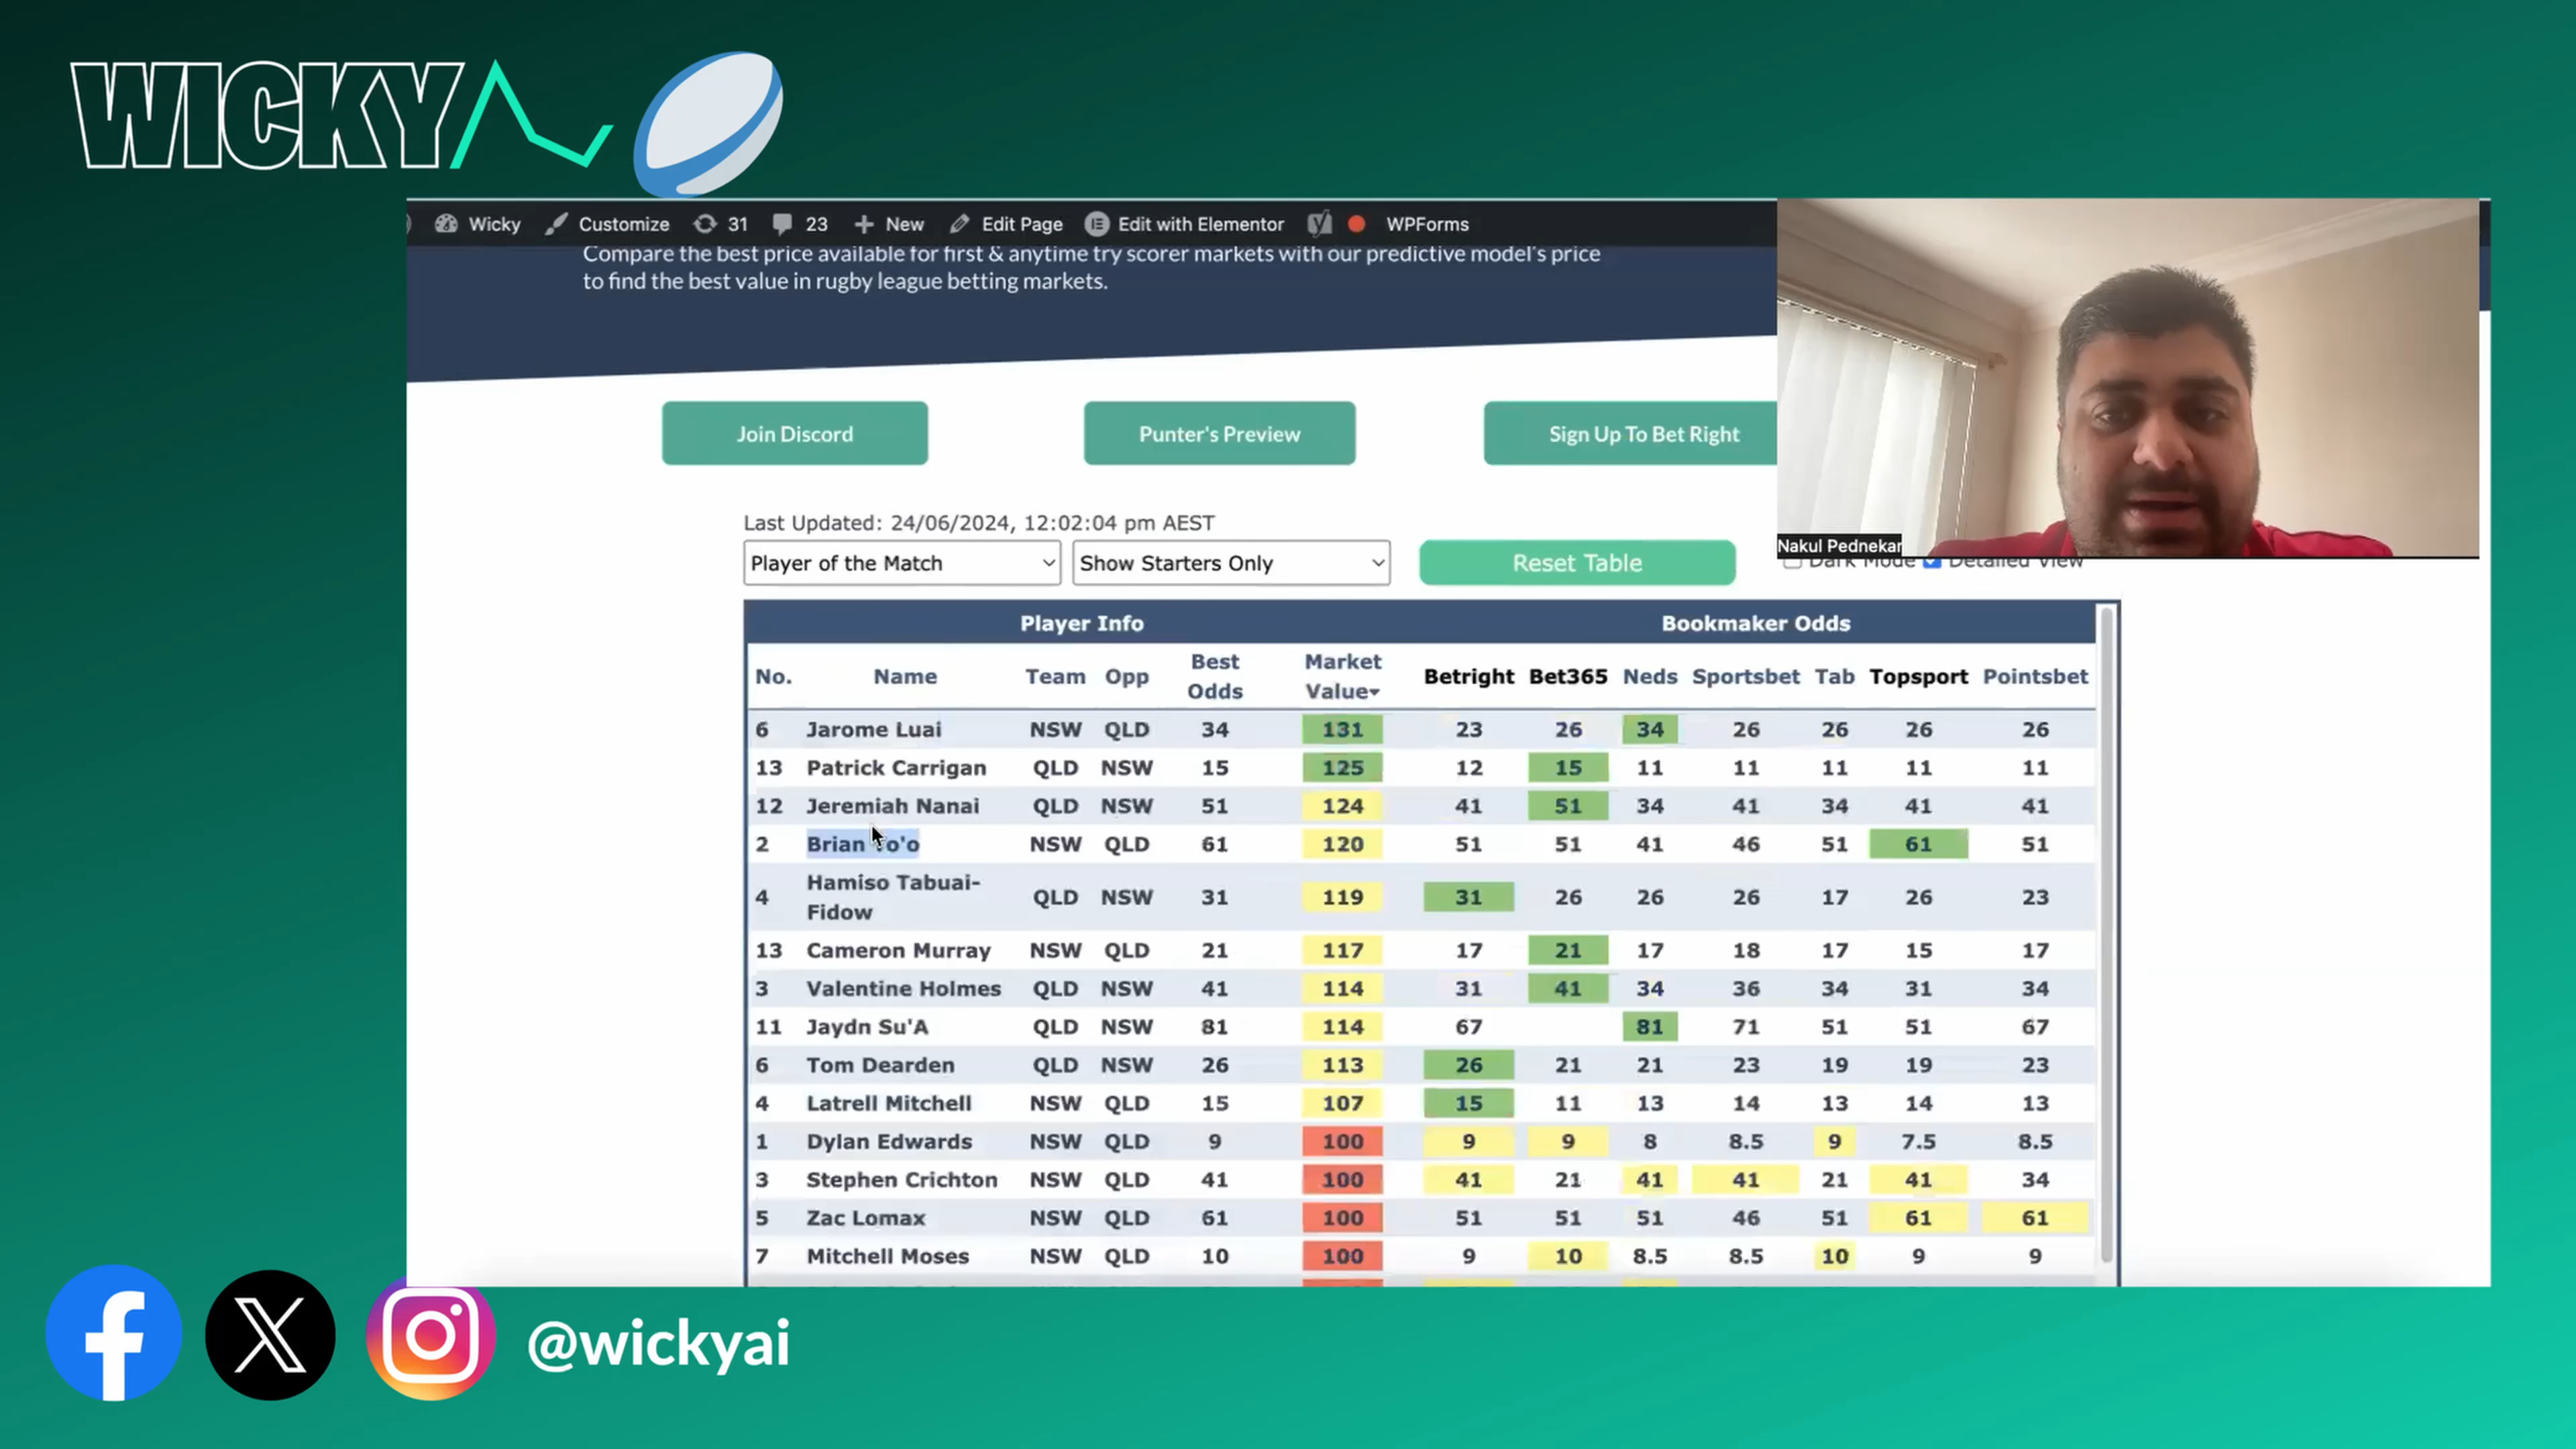 WICKY
Wicky Customize 31 23 New Edit Page Edit with Elementor WPForms
Compare the best price available for first & anytime try scorer markets with our predictive model's price
to find the best value in rugby league betting markets.
Join Discord Punter's Preview Sign Up To Bet Right
Nakul Pednekar
Last Updated: 24/06/2024, 12:02:04 pm AEST
Player of the Match Show Starters Only Reset Table Dark Mode Detailed View
Player Info Bookmaker Odds
No. Name Team Opp Best Odds Market Value Betright Bet365 Neds Sportsbet Tab Topsport Pointsbet
6 Jarome Luai NSW QLD 34 131 23 26 34 26 26 26 26
13 Patrick Carrigan QLD NSW 15 125 12 15 11 11 11 11 11
12 Jeremiah Nanai QLD NSW 51 124 41 51 34 41 34 41 41
2 Brian To'o NSW QLD 61 120 51 51 41 46 51 61 51
4 Hamiso Tabuai-Fidow QLD NSW 31 119 31 26 26 26 17 26 23
13 Cameron Murray NSW QLD 21 117 17 21 17 18 17 15 17
3 Valentine Holmes QLD NSW 41 114 31 41 34 36 34 31 34
11 Jaydn Su'A QLD NSW 81 114 67 81 71 51 51 67
6 Tom Dearden QLD NSW 26 113 26 21 21 23 19 19 23
4 Latrell Mitchell NSW QLD 15 107 15 11 13 14 13 14 13
1 Dylan Edwards NSW QLD 9 100 9 9 8 8.5 9 7.5 8.5
3 Stephen Crichton NSW QLD 41 100 41 21 41 41 21 41 34
5 Zac Lomax NSW QLD 61 100 51 51 51 46 51 61 61
7 Mitchell Moses NSW QLD 10 100 9 10 8.5 8.5 10 9 9
@wickyai